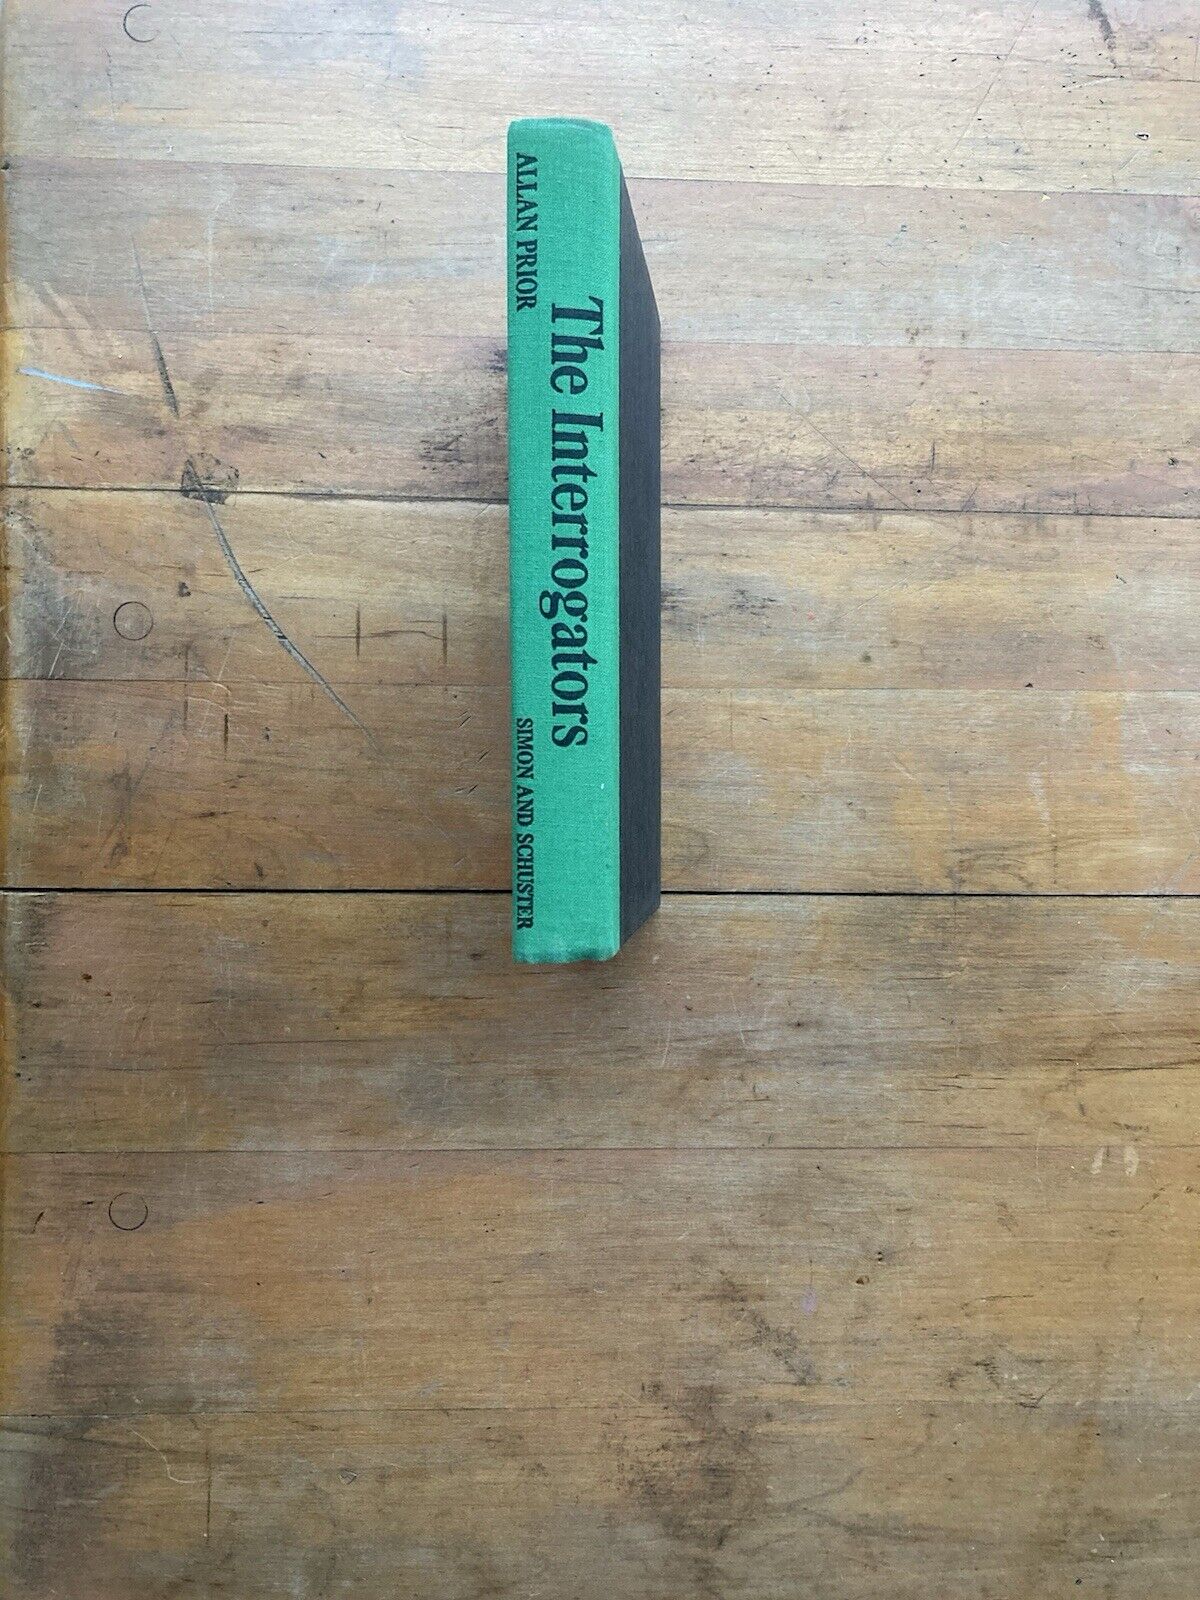 ALLAN PRIOR
The Interrogators
SIMON AND SCHUSTER